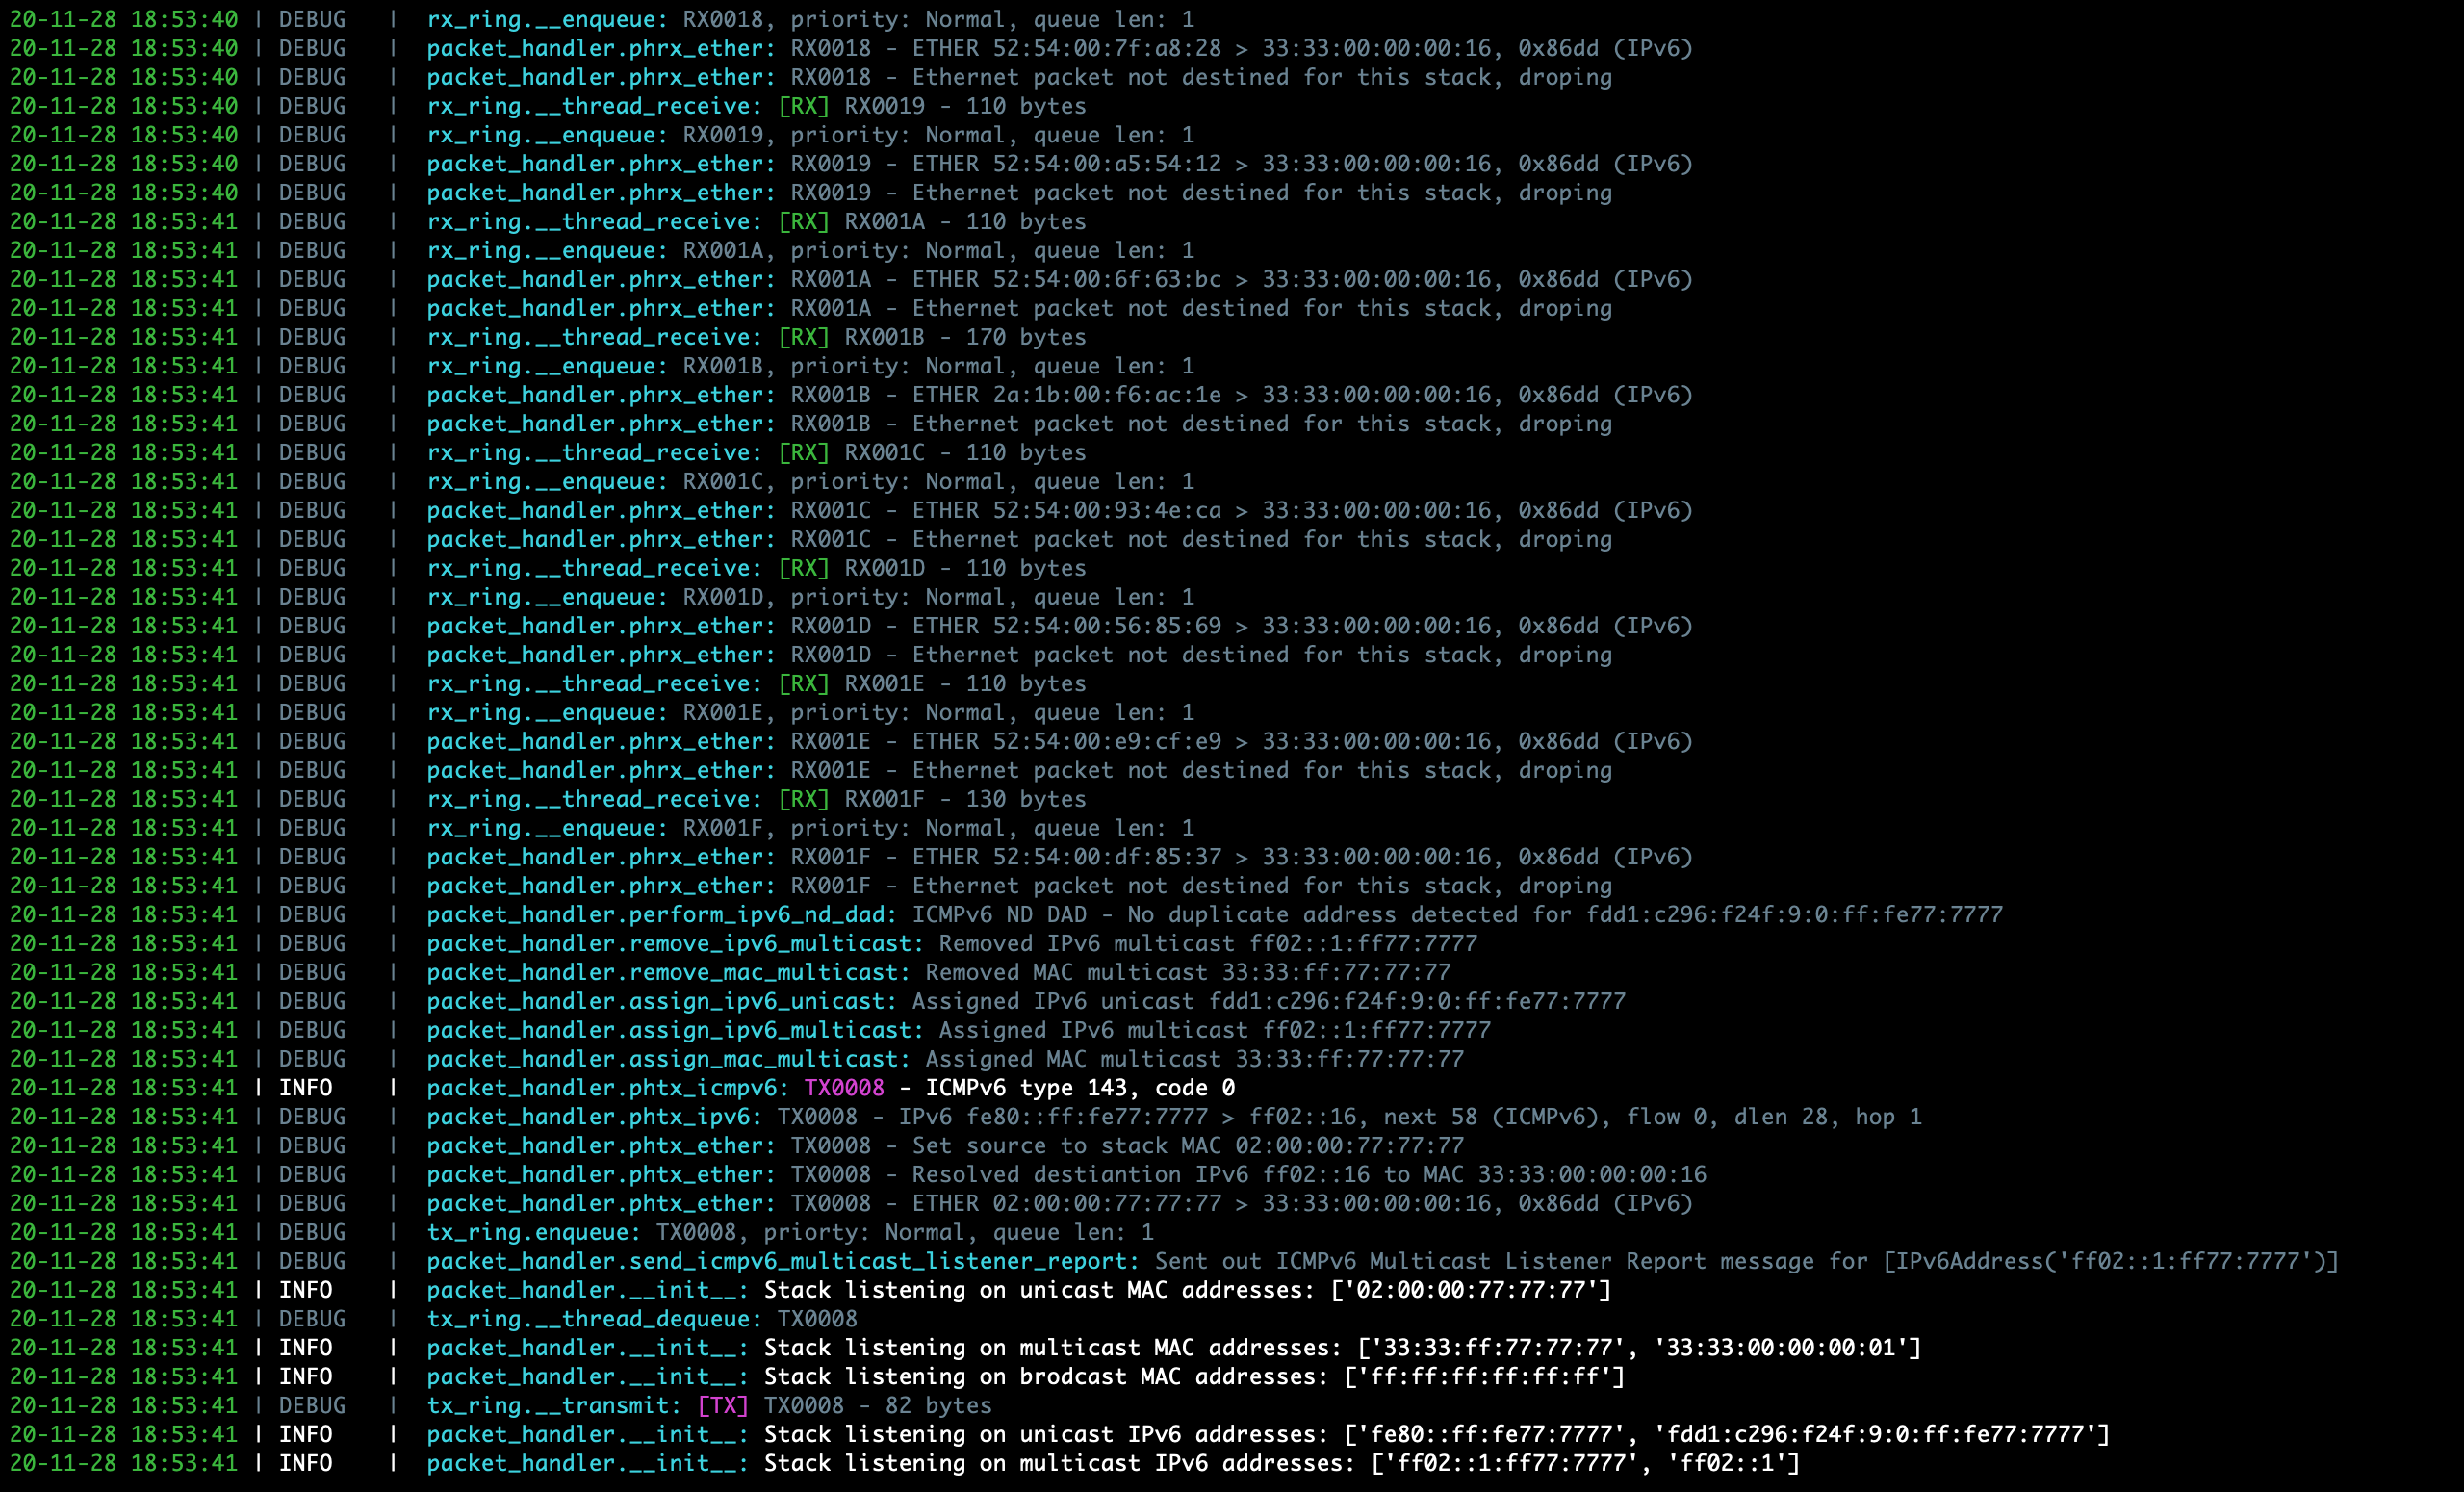 20-11-28 18:53:40 | DEBUG | rx_ring.__enqueue: RX0018, priority: Normal, queue len: 1
20-11-28 18:53:40 | DEBUG | packet_handler.phrx_ether: RX0018 - ETHER 52:54:00:7f:a8:28 > 33:33:00:00:00:16, 0x86dd (IPv6)
20-11-28 18:53:40 | DEBUG | packet_handler.phrx_ether: RX0018 - Ethernet packet not destined for this stack, droping
20-11-28 18:53:40 | DEBUG | rx_ring.__thread_receive: [RX] RX0019 - 110 bytes
20-11-28 18:53:40 | DEBUG | rx_ring.__enqueue: RX0019, priority: Normal, queue len: 1
20-11-28 18:53:40 | DEBUG | packet_handler.phrx_ether: RX0019 - ETHER 52:54:00:a5:54:12 > 33:33:00:00:00:16, 0x86dd (IPv6)
20-11-28 18:53:40 | DEBUG | packet_handler.phrx_ether: RX0019 - Ethernet packet not destined for this stack, droping
20-11-28 18:53:41 | DEBUG | rx_ring.__thread_receive: [RX] RX001A - 110 bytes
20-11-28 18:53:41 | DEBUG | rx_ring.__enqueue: RX001A, priority: Normal, queue len: 1
20-11-28 18:53:41 | DEBUG | packet_handler.phrx_ether: RX001A - ETHER 52:54:00:6f:63:bc > 33:33:00:00:00:16, 0x86dd (IPv6)
20-11-28 18:53:41 | DEBUG | packet_handler.phrx_ether: RX001A - Ethernet packet not destined for this stack, droping
20-11-28 18:53:41 | DEBUG | rx_ring.__thread_receive: [RX] RX001B - 170 bytes
20-11-28 18:53:41 | DEBUG | rx_ring.__enqueue: RX001B, priority: Normal, queue len: 1
20-11-28 18:53:41 | DEBUG | packet_handler.phrx_ether: RX001B - ETHER 2a:1b:00:f6:ac:1e > 33:33:00:00:00:16, 0x86dd (IPv6)
20-11-28 18:53:41 | DEBUG | packet_handler.phrx_ether: RX001B - Ethernet packet not destined for this stack, droping
20-11-28 18:53:41 | DEBUG | rx_ring.__thread_receive: [RX] RX001C - 110 bytes
20-11-28 18:53:41 | DEBUG | rx_ring.__enqueue: RX001C, priority: Normal, queue len: 1
20-11-28 18:53:41 | DEBUG | packet_handler.phrx_ether: RX001C - ETHER 52:54:00:93:4e:ca > 33:33:00:00:00:16, 0x86dd (IPv6)
20-11-28 18:53:41 | DEBUG | packet_handler.phrx_ether: RX001C - Ethernet packet not destined for this stack, droping
20-11-28 18:53:41 | DEBUG | rx_ring.__thread_receive: [RX] RX001D - 110 bytes
20-11-28 18:53:41 | DEBUG | rx_ring.__enqueue: RX001D, priority: Normal, queue len: 1
20-11-28 18:53:41 | DEBUG | packet_handler.phrx_ether: RX001D - ETHER 52:54:00:56:85:69 > 33:33:00:00:00:16, 0x86dd (IPv6)
20-11-28 18:53:41 | DEBUG | packet_handler.phrx_ether: RX001D - Ethernet packet not destined for this stack, droping
20-11-28 18:53:41 | DEBUG | rx_ring.__thread_receive: [RX] RX001E - 110 bytes
20-11-28 18:53:41 | DEBUG | rx_ring.__enqueue: RX001E, priority: Normal, queue len: 1
20-11-28 18:53:41 | DEBUG | packet_handler.phrx_ether: RX001E - ETHER 52:54:00:e9:cf:e9 > 33:33:00:00:00:16, 0x86dd (IPv6)
20-11-28 18:53:41 | DEBUG | packet_handler.phrx_ether: RX001E - Ethernet packet not destined for this stack, droping
20-11-28 18:53:41 | DEBUG | rx_ring.__thread_receive: [RX] RX001F - 130 bytes
20-11-28 18:53:41 | DEBUG | rx_ring.__enqueue: RX001F, priority: Normal, queue len: 1
20-11-28 18:53:41 | DEBUG | packet_handler.phrx_ether: RX001F - ETHER 52:54:00:df:85:37 > 33:33:00:00:00:16, 0x86dd (IPv6)
20-11-28 18:53:41 | DEBUG | packet_handler.phrx_ether: RX001F - Ethernet packet not destined for this stack, droping
20-11-28 18:53:41 | DEBUG | packet_handler.perform_ipv6_nd_dad: ICMPv6 ND DAD - No duplicate address detected for fdd1:c296:f24f:9:0:ff:fe77:7777
20-11-28 18:53:41 | DEBUG | packet_handler.remove_ipv6_multicast: Removed IPv6 multicast ff02::1:ff77:7777
20-11-28 18:53:41 | DEBUG | packet_handler.remove_mac_multicast: Removed MAC multicast 33:33:ff:77:77:77
20-11-28 18:53:41 | DEBUG | packet_handler.assign_ipv6_unicast: Assigned IPv6 unicast fdd1:c296:f24f:9:0:ff:fe77:7777
20-11-28 18:53:41 | DEBUG | packet_handler.assign_ipv6_multicast: Assigned IPv6 multicast ff02::1:ff77:7777
20-11-28 18:53:41 | DEBUG | packet_handler.assign_mac_multicast: Assigned MAC multicast 33:33:ff:77:77:77
20-11-28 18:53:41 | INFO | packet_handler.phtx_icmpv6: TX0008 - ICMPv6 type 143, code 0
20-11-28 18:53:41 | DEBUG | packet_handler.phtx_ipv6: TX0008 - IPv6 fe80::ff:fe77:7777 > ff02::16, next 58 (ICMPv6), flow 0, dlen 28, hop 1
20-11-28 18:53:41 | DEBUG | packet_handler.phtx_ether: TX0008 - Set source to stack MAC 02:00:00:77:77:77
20-11-28 18:53:41 | DEBUG | packet_handler.phtx_ether: TX0008 - Resolved destiantion IPv6 ff02::16 to MAC 33:33:00:00:00:16
20-11-28 18:53:41 | DEBUG | packet_handler.phtx_ether: TX0008 - ETHER 02:00:00:77:77:77 > 33:33:00:00:00:16, 0x86dd (IPv6)
20-11-28 18:53:41 | DEBUG | tx_ring.enqueue: TX0008, priorty: Normal, queue len: 1
20-11-28 18:53:41 | DEBUG | packet_handler.send_icmpv6_multicast_listener_report: Sent out ICMPv6 Multicast Listener Report message for [IPv6Address('ff02::1:ff77:7777')]
20-11-28 18:53:41 | INFO | packet_handler.__init__: Stack listening on unicast MAC addresses: ['02:00:00:77:77:77']
20-11-28 18:53:41 | DEBUG | tx_ring.__thread_dequeue: TX0008
20-11-28 18:53:41 | INFO | packet_handler.__init__: Stack listening on multicast MAC addresses: ['33:33:ff:77:77:77', '33:33:00:00:00:01']
20-11-28 18:53:41 | INFO | packet_handler.__init__: Stack listening on brodcast MAC addresses: ['ff:ff:ff:ff:ff:ff']
20-11-28 18:53:41 | DEBUG | tx_ring.__transmit: [TX] TX0008 - 82 bytes
20-11-28 18:53:41 | INFO | packet_handler.__init__: Stack listening on unicast IPv6 addresses: ['fe80::ff:fe77:7777', 'fdd1:c296:f24f:9:0:ff:fe77:7777']
20-11-28 18:53:41 | INFO | packet_handler.__init__: Stack listening on multicast IPv6 addresses: ['ff02::1:ff77:7777', 'ff02::1']